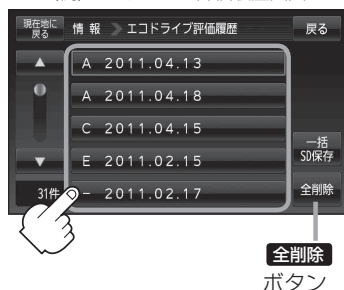 現在地に
戻る
情報 エコドライブ評価履歴
戻る
▲
A 2011.04.13
A 2011.04.18
C 2011.04.15
E 2011.02.15
– 2011.02.17
▼
31件
一括
SD保存
全削除
全削除
ボタン